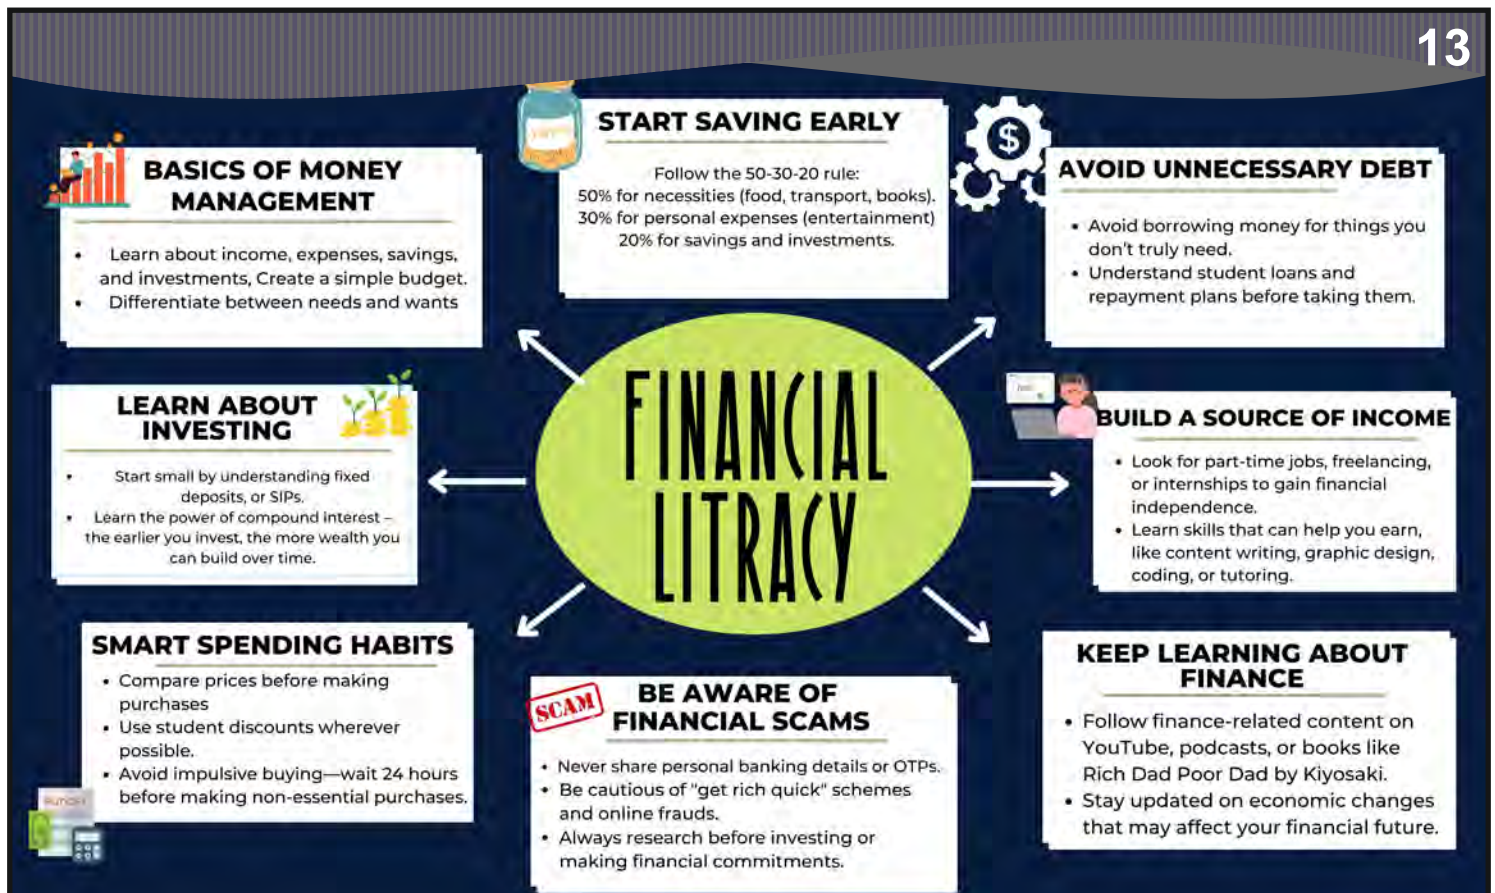 13
BASICS OF MONEY
MANAGEMENT
• Learn about income, expenses, savings,
and investments, Create a simple budget.
• Differentiate between needs and wants
START SAVING EARLY
Follow the 50-30-20 rule:
50% for necessities (food, transport, books).
30% for personal expenses (entertainment)
20% for savings and investments.
AVOID UNNECESSARY DEBT
• Avoid borrowing money for things you
don't truly need.
• Understand student loans and
repayment plans before taking them.
LEARN ABOUT
INVESTING
• Start small by understanding fixed
deposits, or SIPs.
• Learn the power of compound interest –
the earlier you invest, the more wealth you
can build over time.
FINANCIAL
LITRACY
BUILD A SOURCE OF INCOME
• Look for part-time jobs, freelancing,
or internships to gain financial
independence.
• Learn skills that can help you earn,
like content writing, graphic design,
coding, or tutoring.
SMART SPENDING HABITS
• Compare prices before making
purchases
• Use student discounts wherever
possible.
• Avoid impulsive buying—wait 24 hours
before making non-essential purchases.
SCAM
BE AWARE OF
FINANCIAL SCAMS
• Never share personal banking details or OTPs.
• Be cautious of "get rich quick" schemes
and online frauds.
• Always research before investing or
making financial commitments.
KEEP LEARNING ABOUT
FINANCE
• Follow finance-related content on
YouTube, podcasts, or books like
Rich Dad Poor Dad by Kiyosaki.
• Stay updated on economic changes
that may affect your financial future.